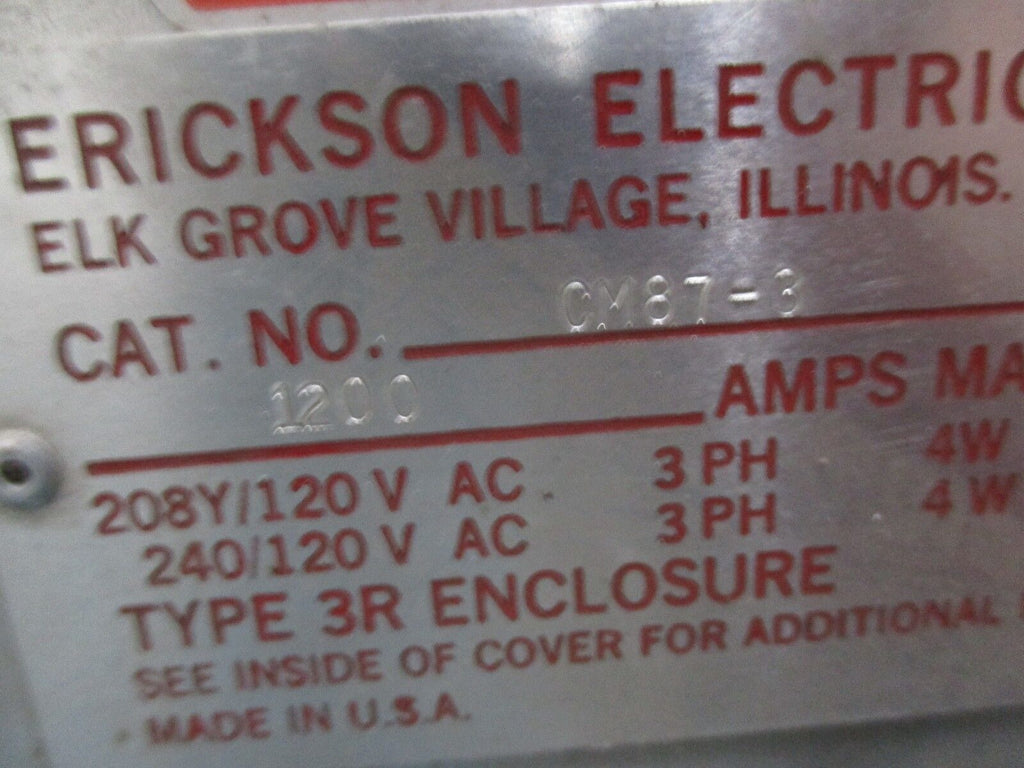 ERICKSON ELECTRIC
ELK GROVE VILLAGE, ILLINOIS.
CAT. NO. CM87-3
1200 AMPS MA
208Y/120 V AC 3 PH 4W
240/120 V AC 3 PH 4W
TYPE 3R ENCLOSURE
SEE INSIDE OF COVER FOR ADDITIONAL
MADE IN U.S.A.